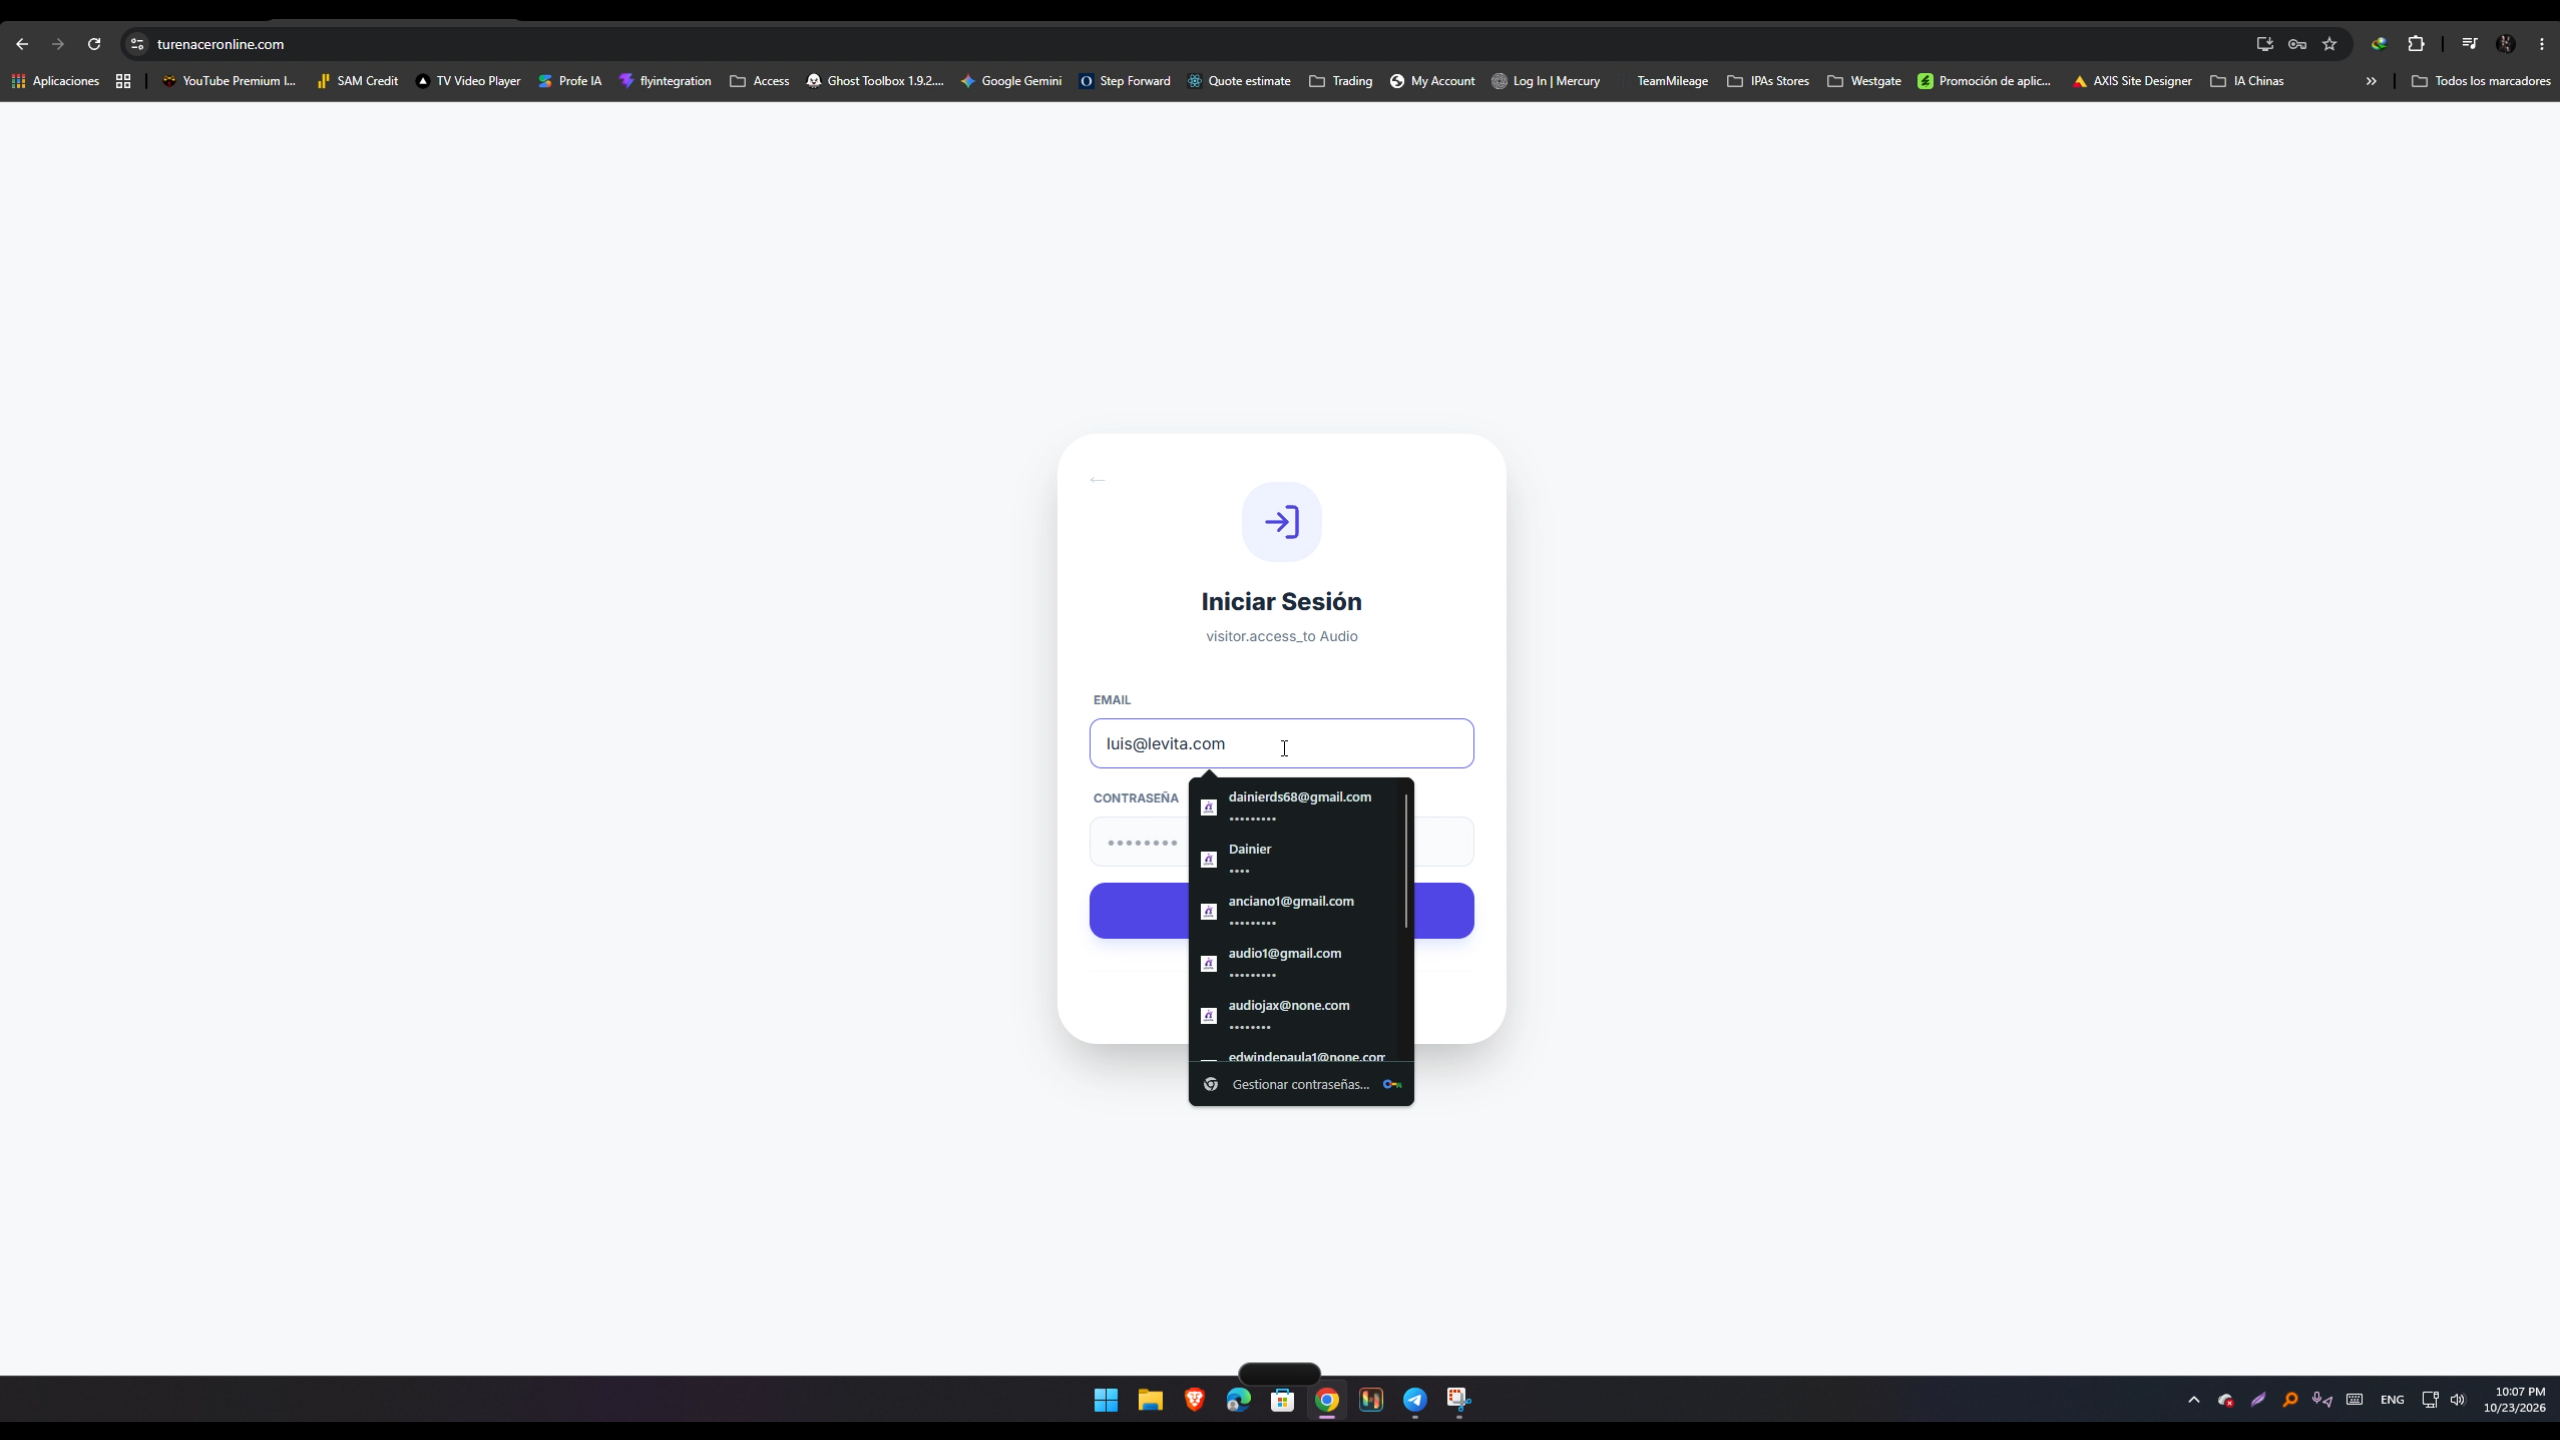 turenaceronline.com
Aplicaciones
YouTube Premium I...
SAM Credit
TV Video Player
Profe IA
flyintegration
Access
Ghost Toolbox 1.9.2....
Google Gemini
Step Forward
Quote estimate
Trading
My Account
Log In | Mercury
TeamMileage
IPAs Stores
Westgate
Promoción de aplic...
AXIS Site Designer
IA Chinas
»
Todos los marcadores
←
Iniciar Sesión
visitor.access_to Audio
EMAIL
luis@levita.com
CONTRASEÑA
••••••••
dainierds68@gmail.com
•••••••••
Dainier
••••
anciano1@gmail.com
•••••••••
audio1@gmail.com
•••••••••
audiojax@none.com
••••••••
edwindepaula1@none.com
Gestionar contraseñas...
ENG
10:07 PM
10/23/2026